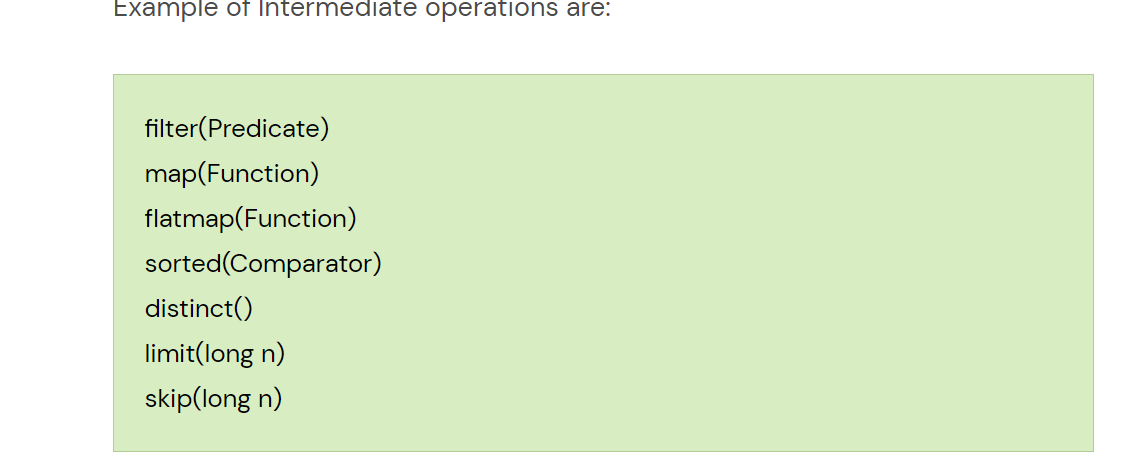 Example of Intermediate operations are:
filter(Predicate)
map(Function)
flatmap(Function)
sorted(Comparator)
distinct()
limit(long n)
skip(long n)